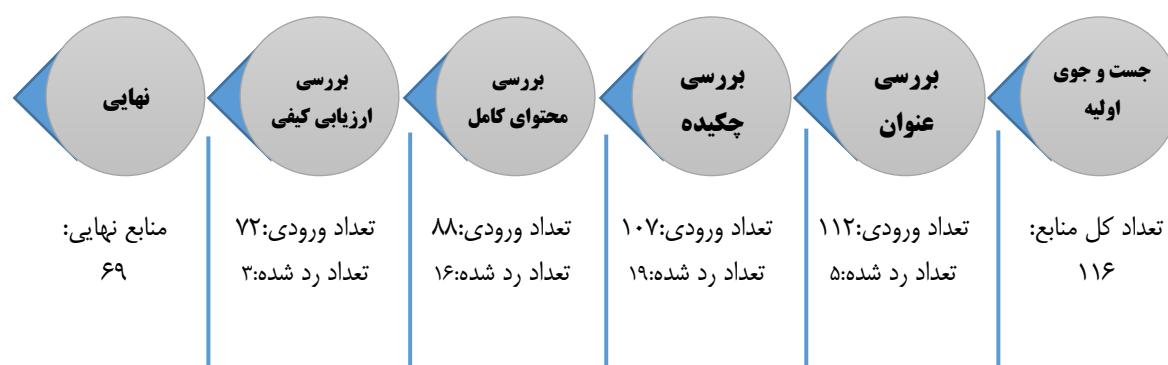 جست و جوی
اولیه
بررسی
عنوان
بررسی
چکیده
بررسی
محتوای کامل
بررسی
ارزیابی کیفی
نهایی
تعداد کل منابع:
۱۱۶
تعداد ورودی:۱۱۲
تعداد رد شده:۵
تعداد ورودی:۱۰۷
تعداد رد شده:۱۹
تعداد ورودی:۸۸
تعداد رد شده:۱۶
تعداد ورودی:۷۲
تعداد رد شده:۳
منابع نهایی:
۶۹